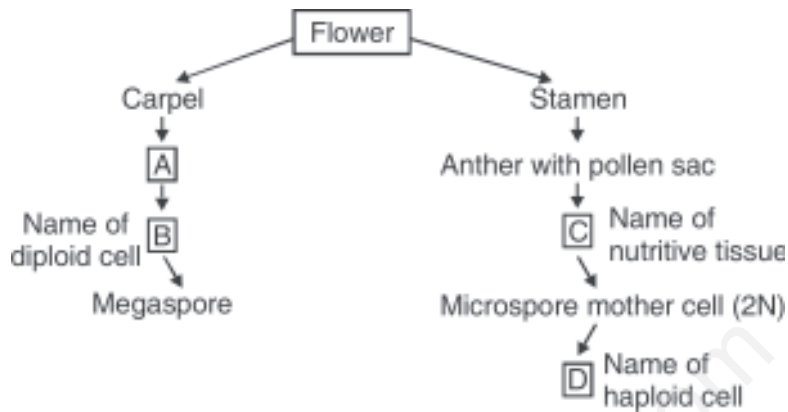 Flower
Carpel
Stamen
A
Anther with pollen sac
Name of
diploid cell
B
C
Name of
nutritive tissue
Megaspore
Microspore mother cell (2N)
D
Name of
haploid cell
m